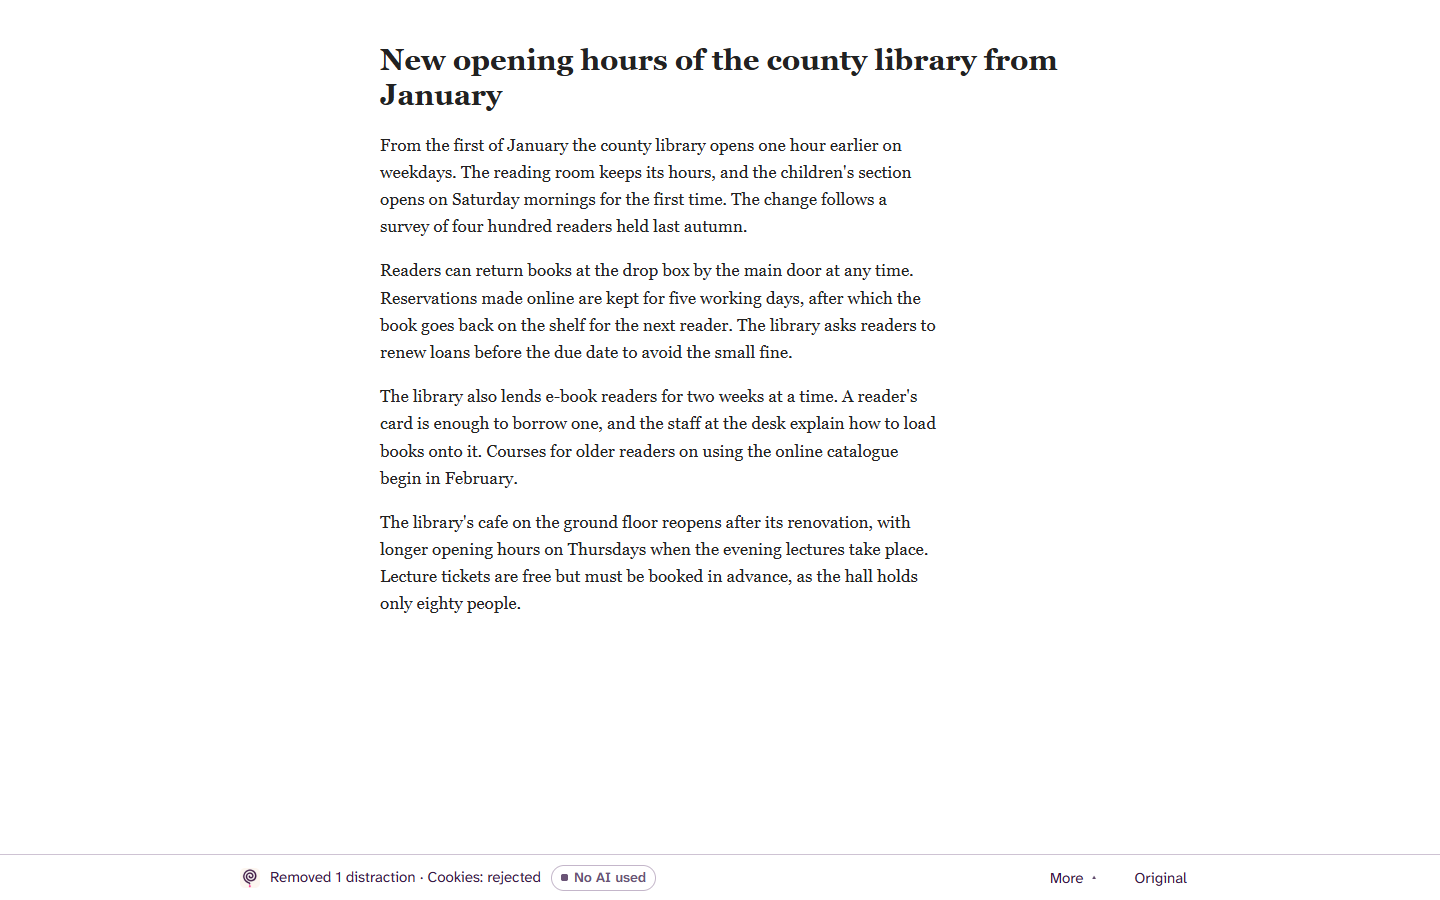 New opening hours of the county library from
January
From the first of January the county library opens one hour earlier on
weekdays. The reading room keeps its hours, and the children's section
opens on Saturday mornings for the first time. The change follows a
survey of four hundred readers held last autumn.
Readers can return books at the drop box by the main door at any time.
Reservations made online are kept for five working days, after which the
book goes back on the shelf for the next reader. The library asks readers to
renew loans before the due date to avoid the small fine.
The library also lends e-book readers for two weeks at a time. A reader's
card is enough to borrow one, and the staff at the desk explain how to load
books onto it. Courses for older readers on using the online catalogue
begin in February.
The library's cafe on the ground floor reopens after its renovation, with
longer opening hours on Thursdays when the evening lectures take place.
Lecture tickets are free but must be booked in advance, as the hall holds
only eighty people.
Removed 1 distraction · Cookies: rejected No AI used More Original